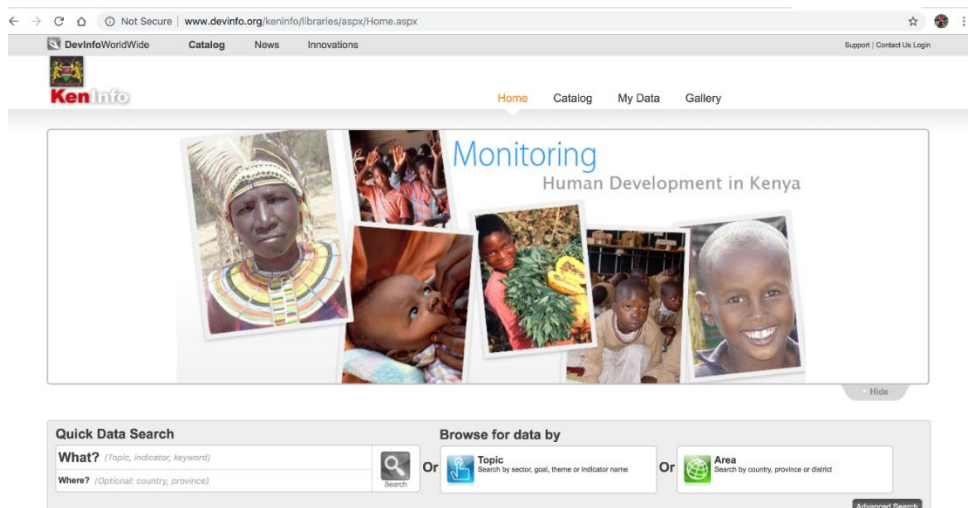 Not Secure | www.devinfo.org/keninfo/libraries/aspx/Home.aspx
DevInfoWorldWide Catalog News Innovations Support | Contact Us Login
KenInfo
Home Catalog My Data Gallery
Monitoring
Human Development in Kenya
Hide
Quick Data Search Browse for data by
What? (Topic, indicator, keyword)
Where? (Optional: country, province)
Search
Or
Topic
Search by sector, goal, theme or indicator name
Or
Area
Search by country, province or district
Advanced Search